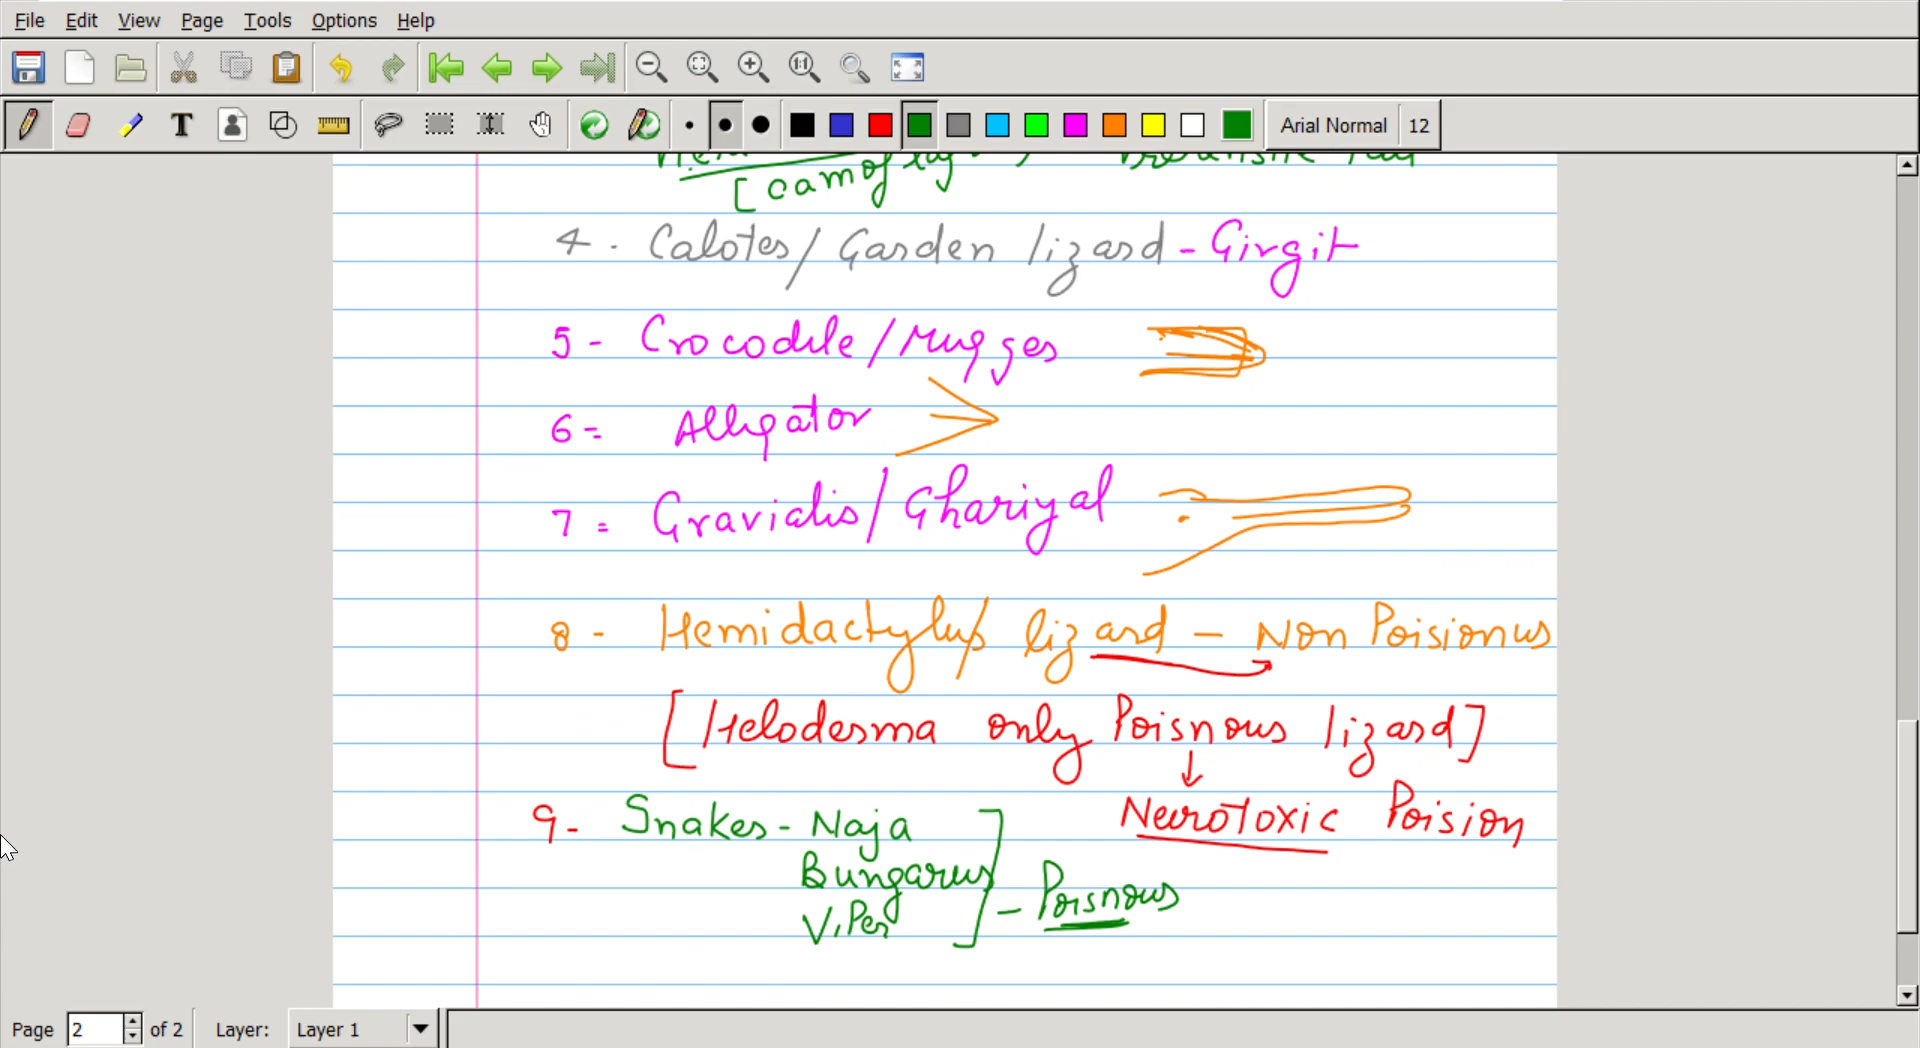 File Edit View Page Tools Options Help
T Arial Normal 12
[camoflag
4 - Calotes/ Garden lizard - Girgit
5 - Crocodile/Mugges
6 = Alligator
7 = Gravialis/Ghariyal
8 - Hemidactylus lizard - Non Poisionus
[Helodesma only Poisnous lizard]
↓
9 - Snakes - Naja Neurotoxic Poision
Bungarus
Viper
- Poisnous
Page 2 of 2 Layer: Layer 1